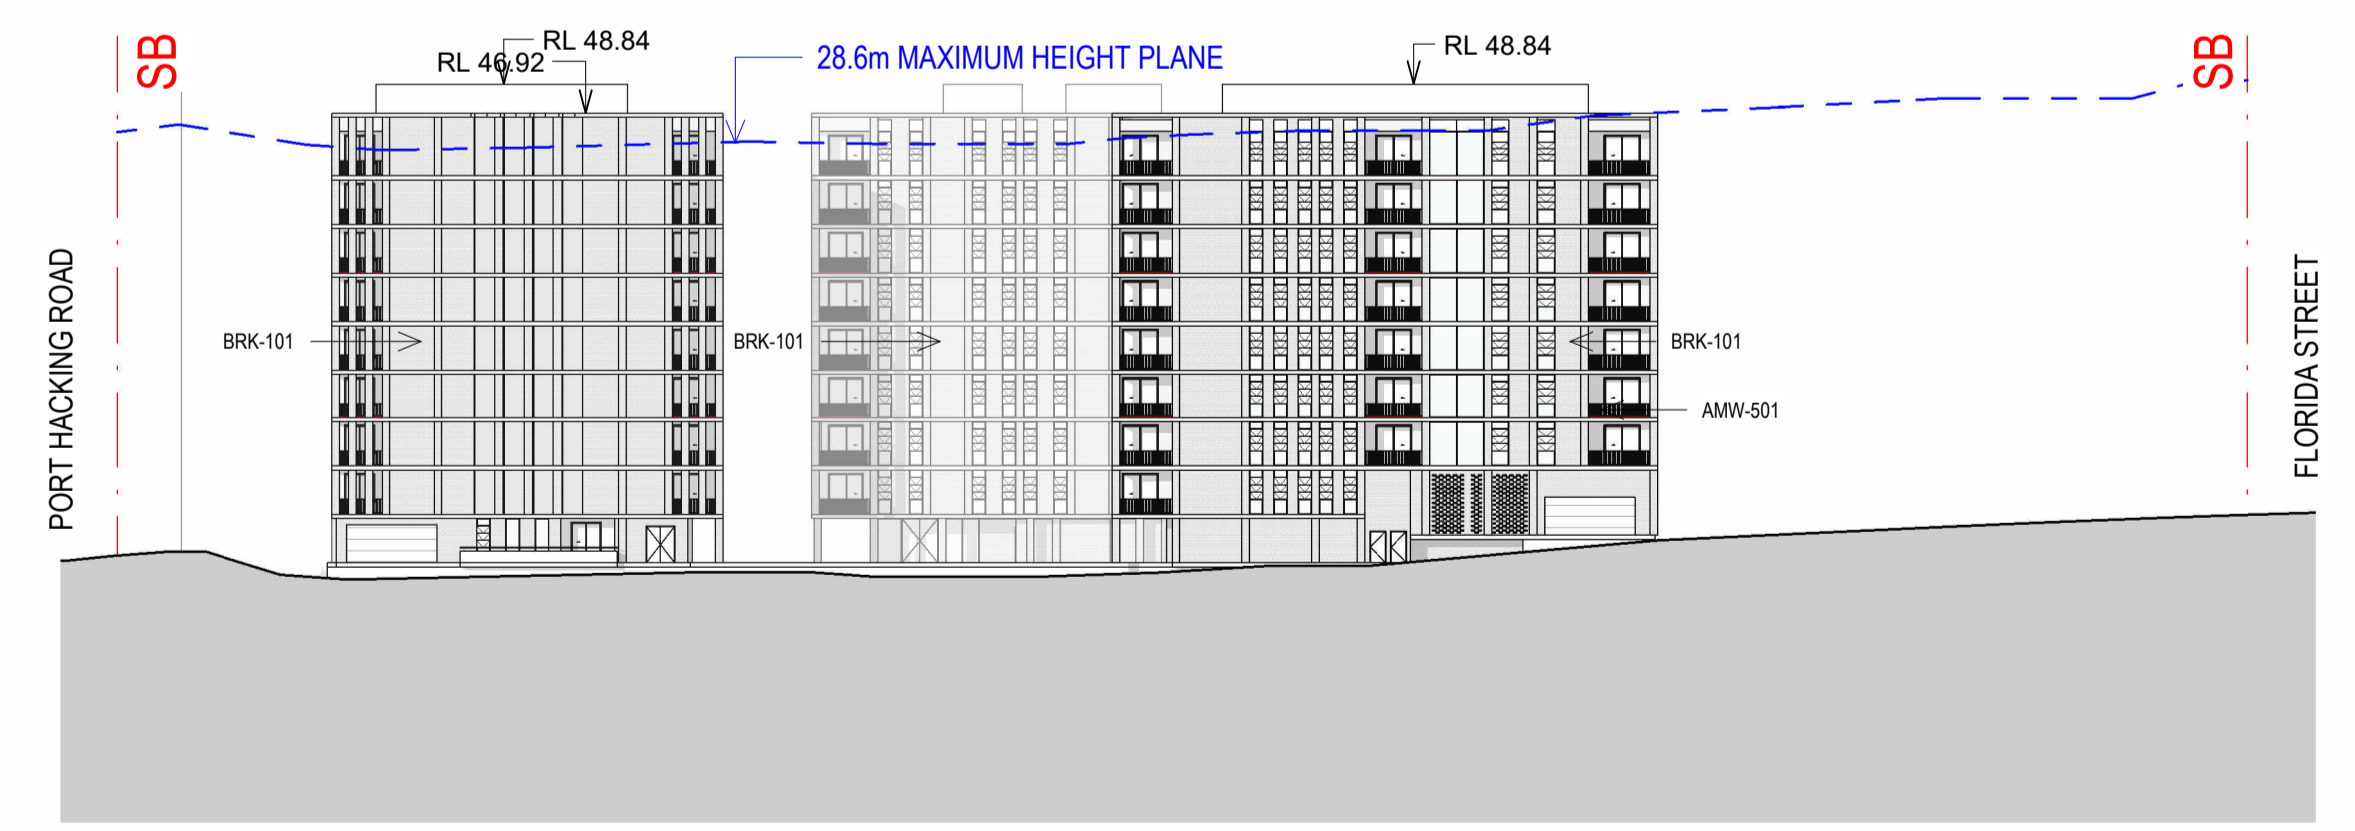 SB
RL 48.84
RL 46.92
28.6m MAXIMUM HEIGHT PLANE
RL 48.84
SB
PORT HACKING ROAD
BRK-101
BRK-101
BRK-101
AMW-501
FLORIDA STREET